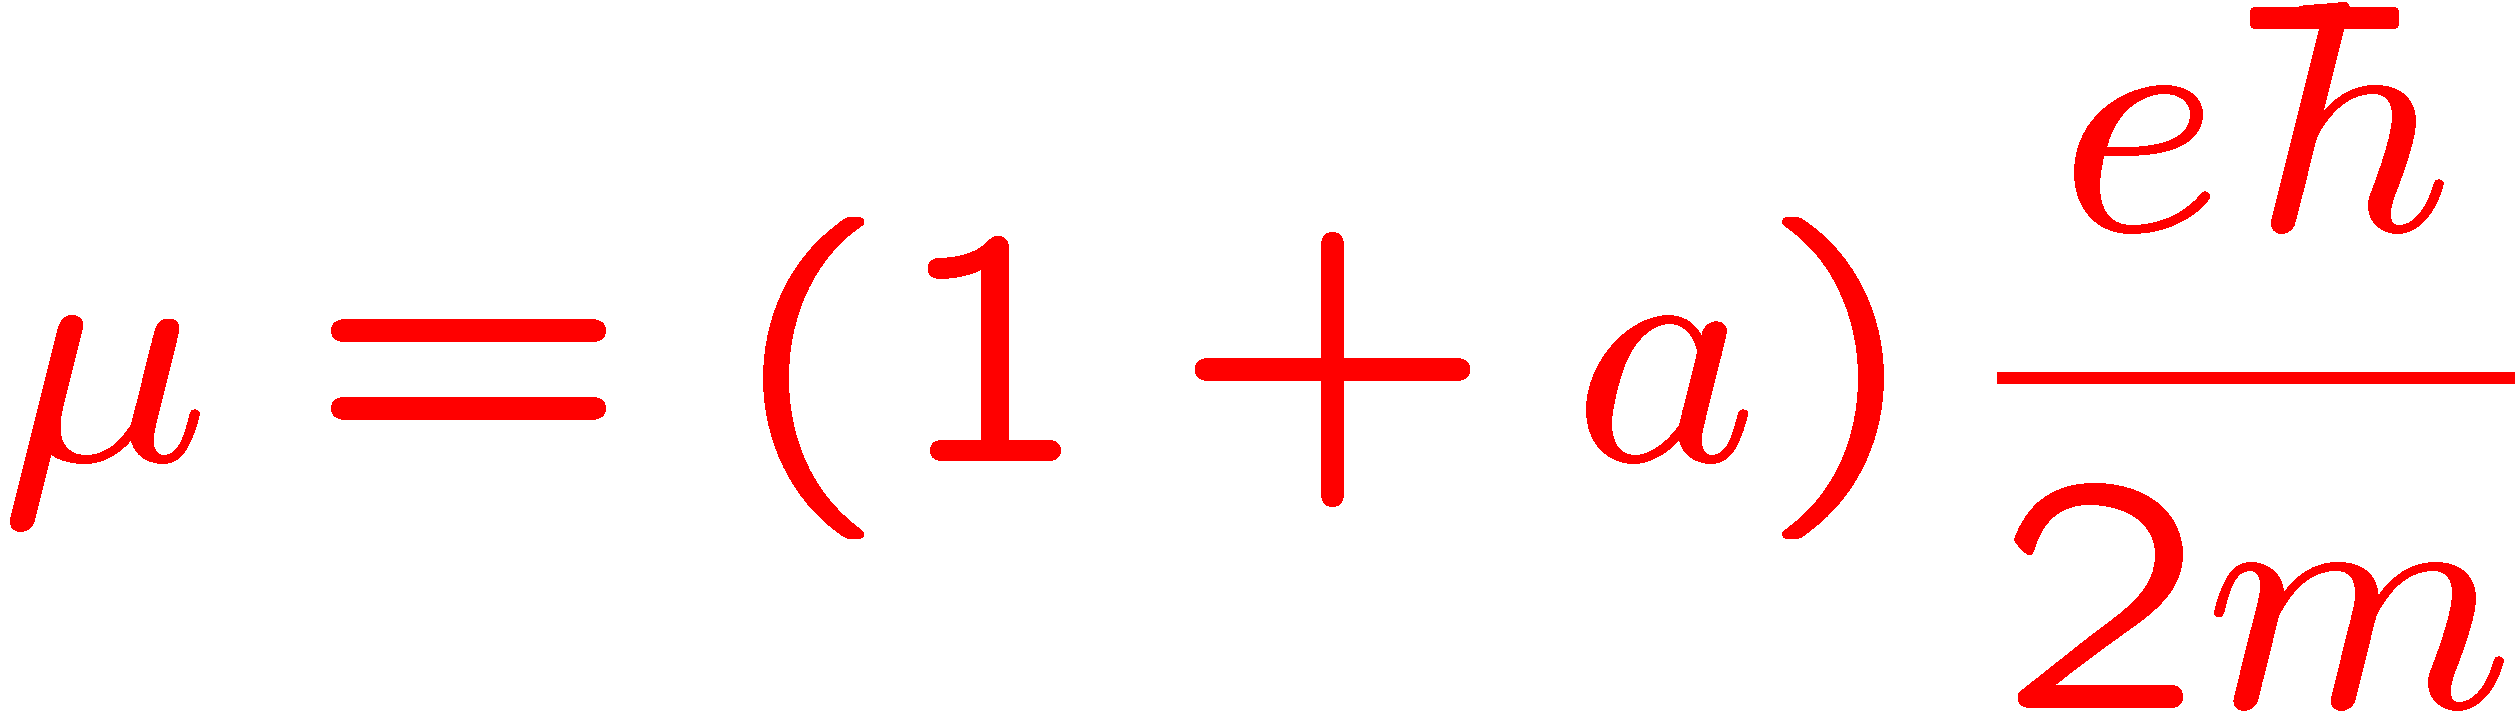 μ = (1 + a) eℏ/2m